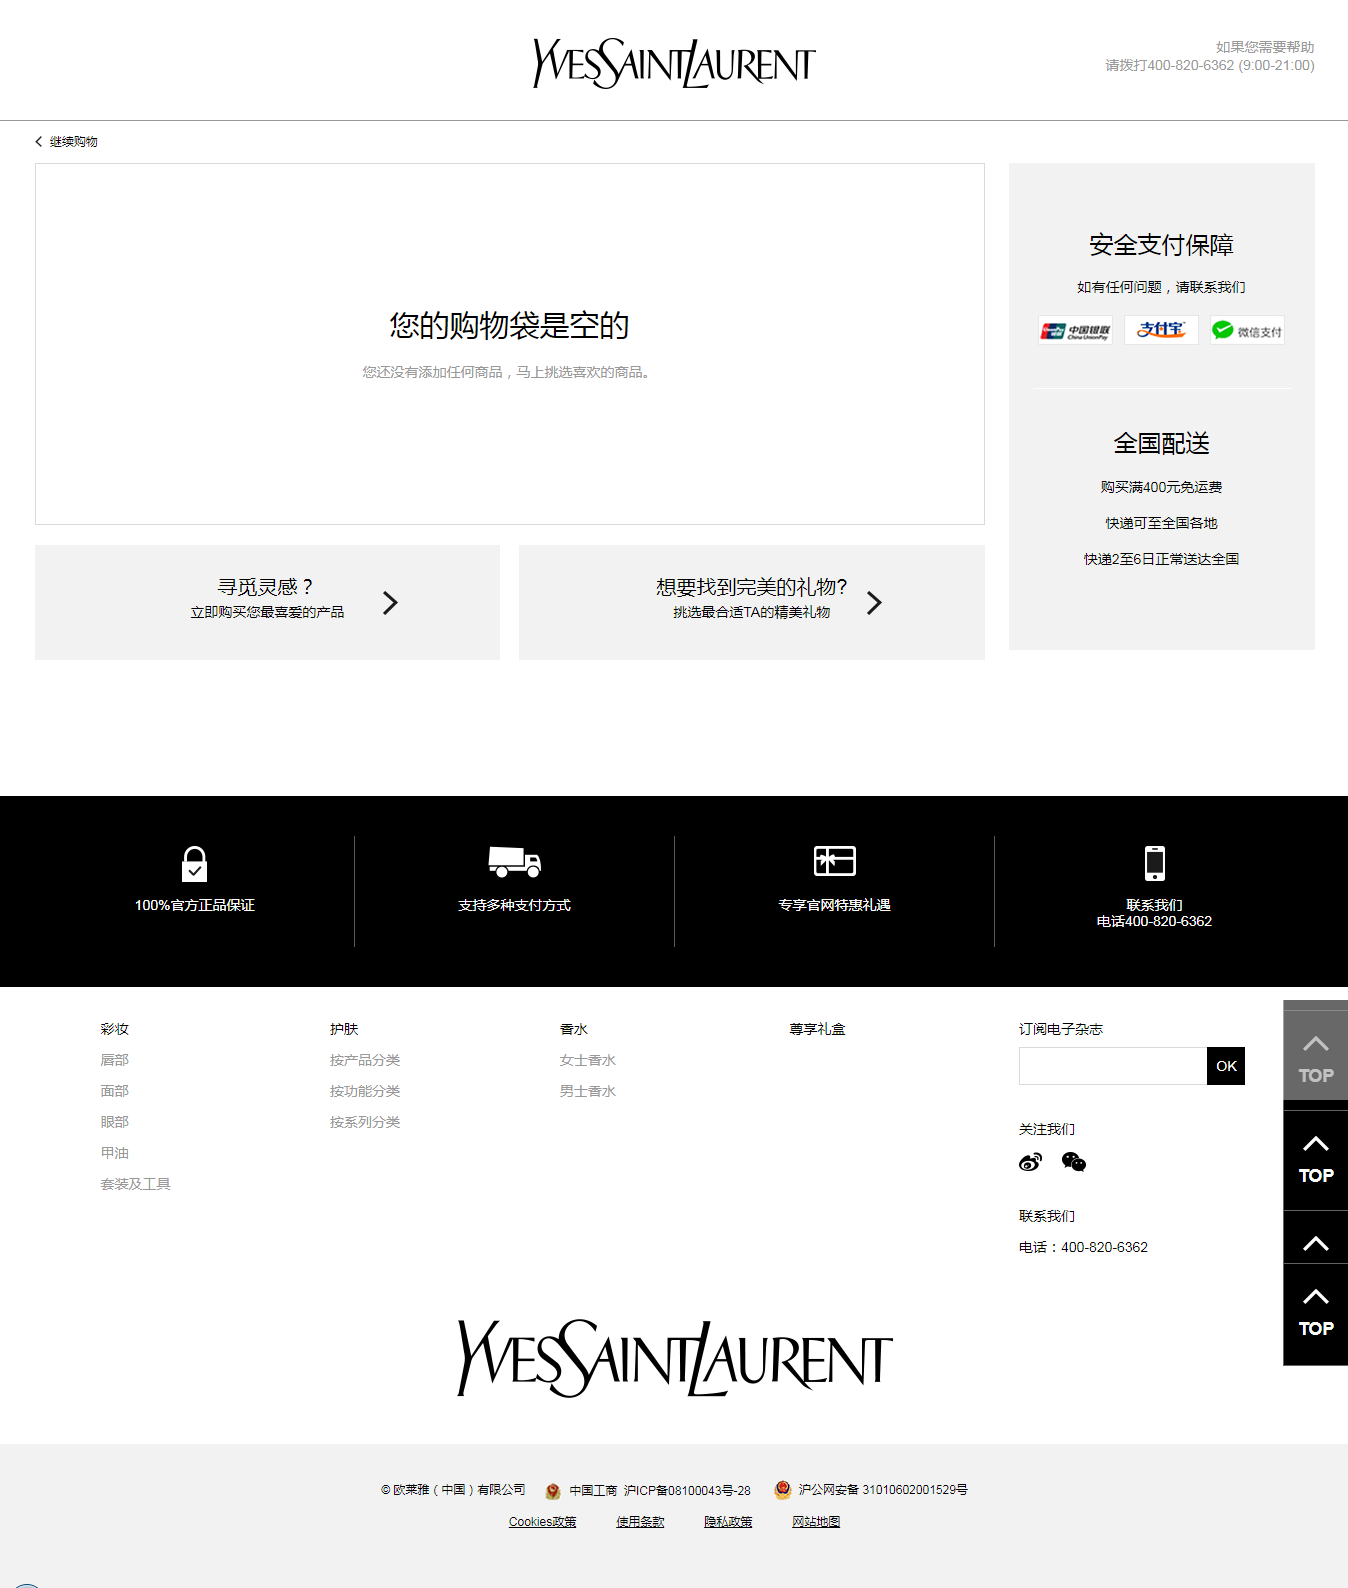 YVESSAINTLAURENT
如果您需要帮助
请拨打400-820-6362 (9:00-21:00)
继续购物
您的购物袋是空的
您还没有添加任何商品，马上挑选喜欢的商品。
安全支付保障
如有任何问题，请联系我们
UnionPay 中国银联 China UnionPay
支付宝
微信支付
全国配送
购买满400元免运费
快递可至全国各地
快递2至6日正常送达全国
寻觅灵感？
立即购买您最喜爱的产品
想要找到完美的礼物?
挑选最合适TA的精美礼物
100%官方正品保证
支持多种支付方式
专享官网特惠礼遇
联系我们
电话400-820-6362
彩妆
唇部
面部
眼部
甲油
套装及工具
护肤
按产品分类
按功能分类
按系列分类
香水
女士香水
男士香水
尊享礼盒
订阅电子杂志
OK
关注我们
联系我们
电话：400-820-6362
TOP
TOP
TOP
YVESSAINTLAURENT
© 欧莱雅（中国）有限公司 中国工商 沪ICP备08100043号-28 沪公网安备 31010602001529号
Cookies政策 使用条款 隐私政策 网站地图